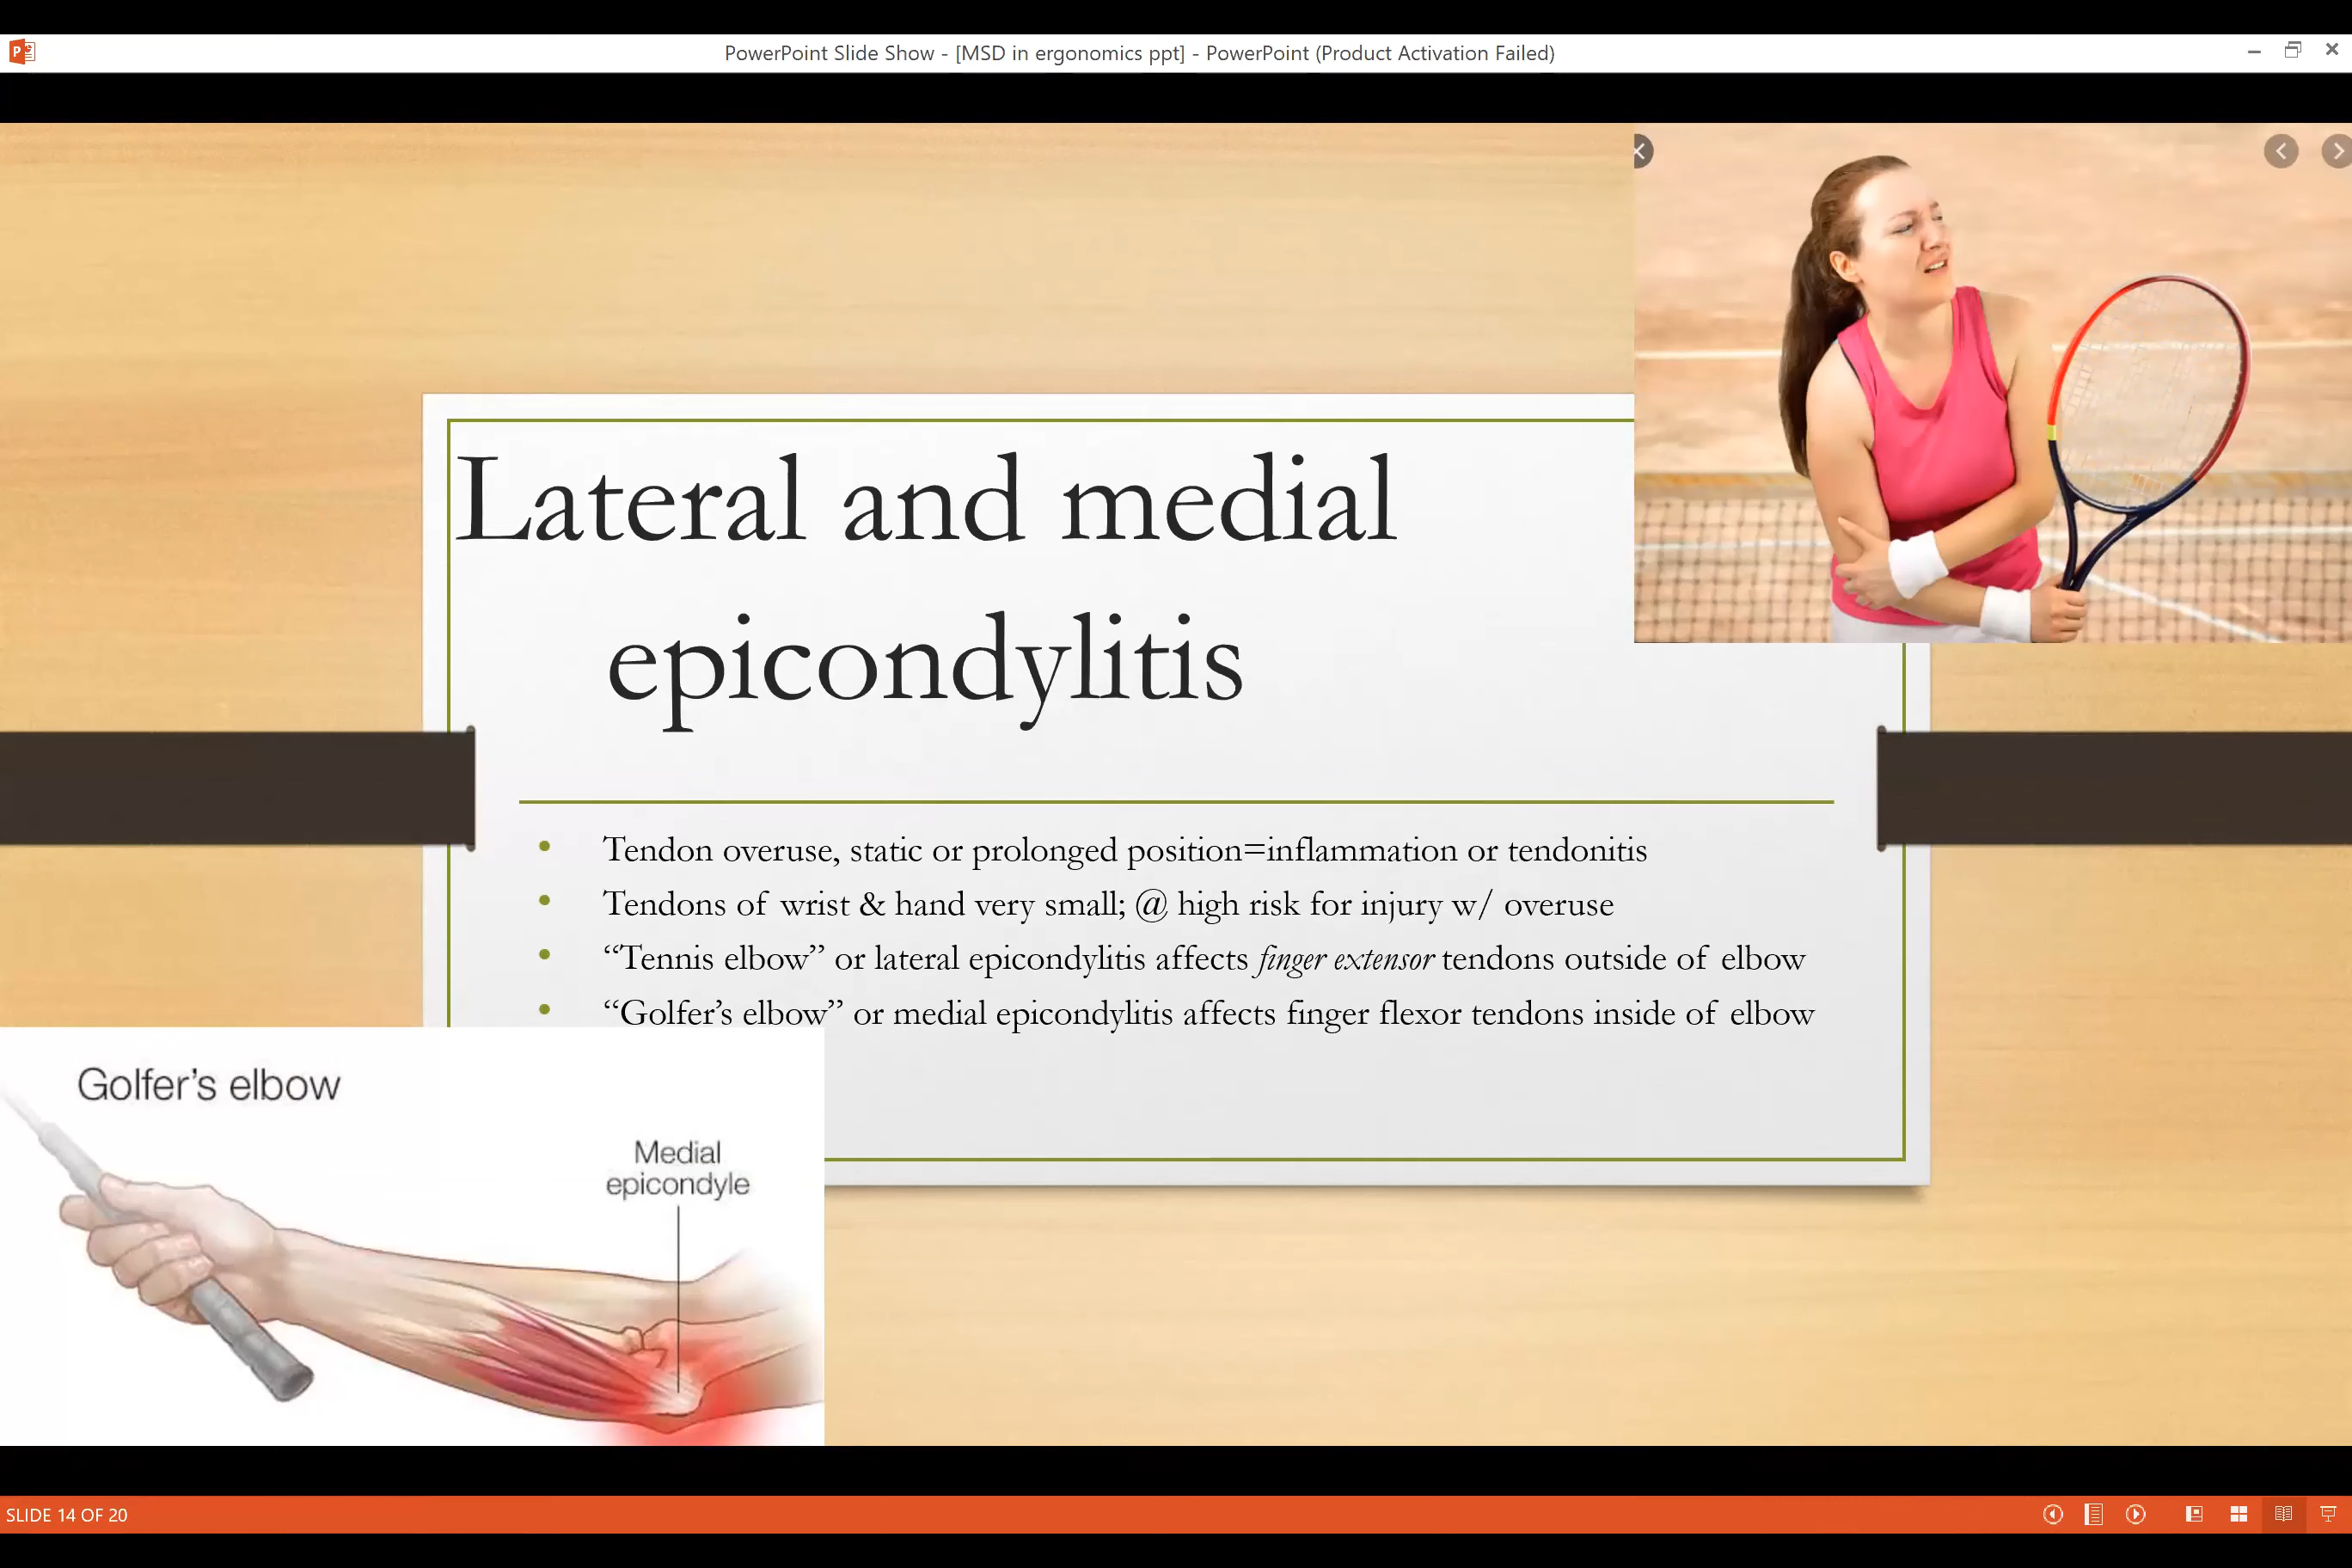 PowerPoint Slide Show - [MSD in ergonomics ppt] - PowerPoint (Product Activation Failed)
Lateral and medial
epicondylitis
• Tendon overuse, static or prolonged position=inflammation or tendonitis
• Tendons of wrist & hand very small; @ high risk for injury w/ overuse
• “Tennis elbow” or lateral epicondylitis affects finger extensor tendons outside of elbow
• “Golfer’s elbow” or medial epicondylitis affects finger flexor tendons inside of elbow
Golfer’s elbow
Medial
epicondyle
SLIDE 14 OF 20